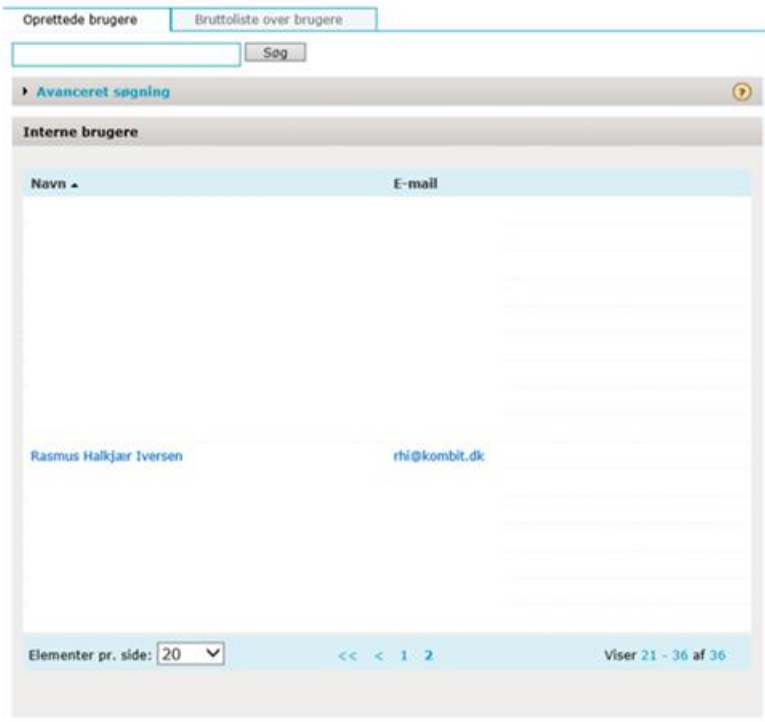 Oprettede brugere Bruttoliste over brugere
Søg
Avanceret søgning ?
Interne brugere
Navn E-mail
Rasmus Halkjær Iversen rhi@kombit.dk
Elementer pr. side: 20 << < 1 2 Viser 21 - 36 af 36